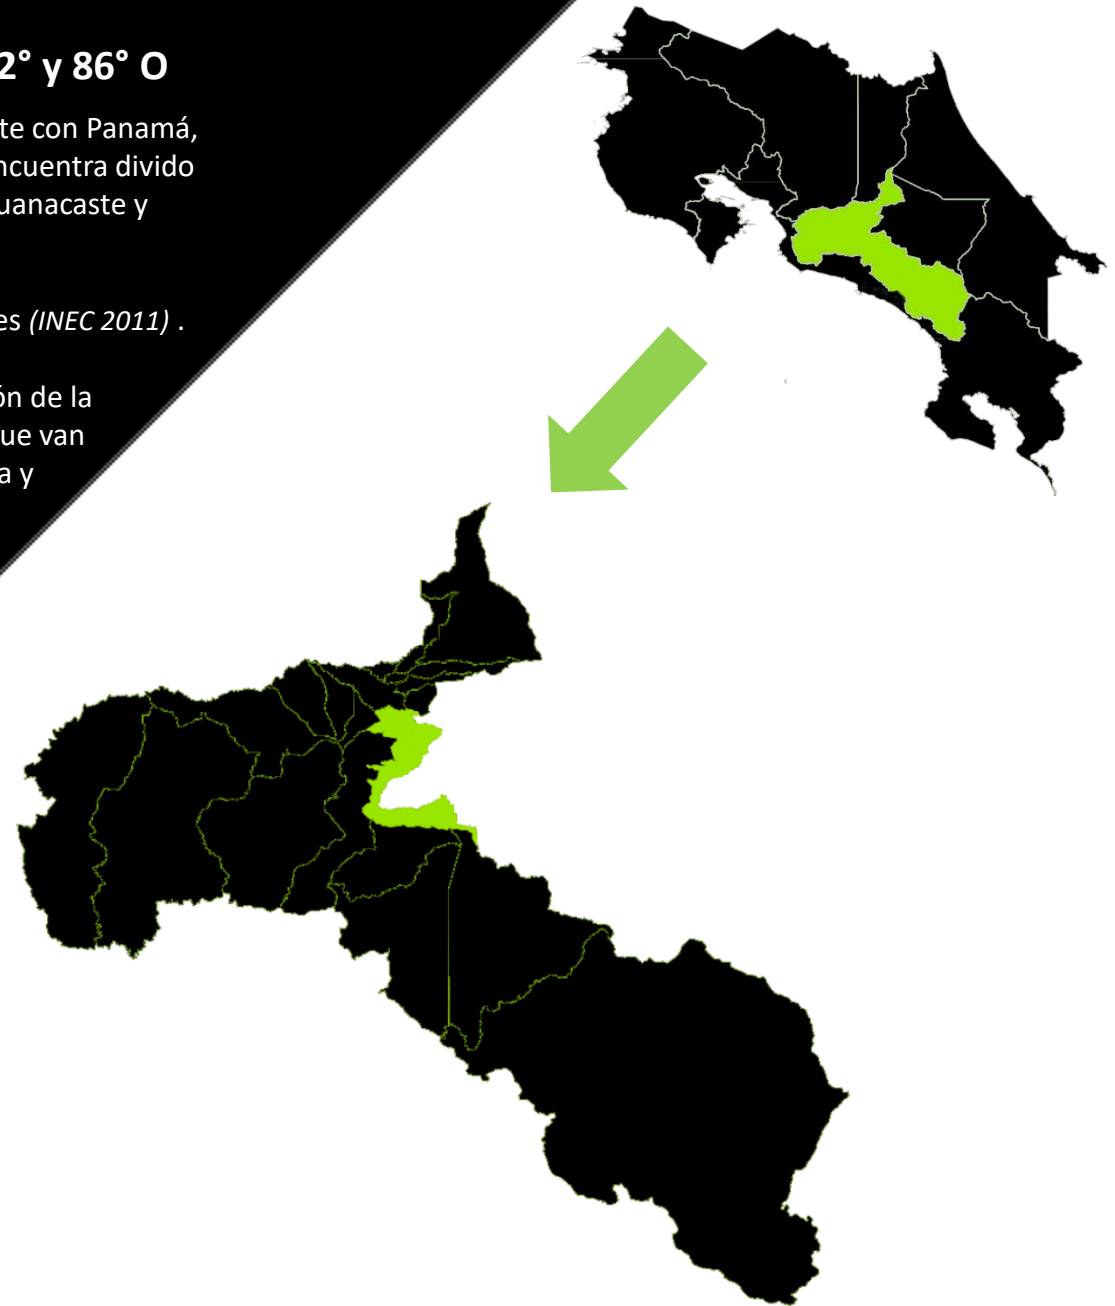 2° y 86° O
te con Panamá,
ncuentra divido
uanacaste y
es (INEC 2011) .
ón de la
ue van
a y